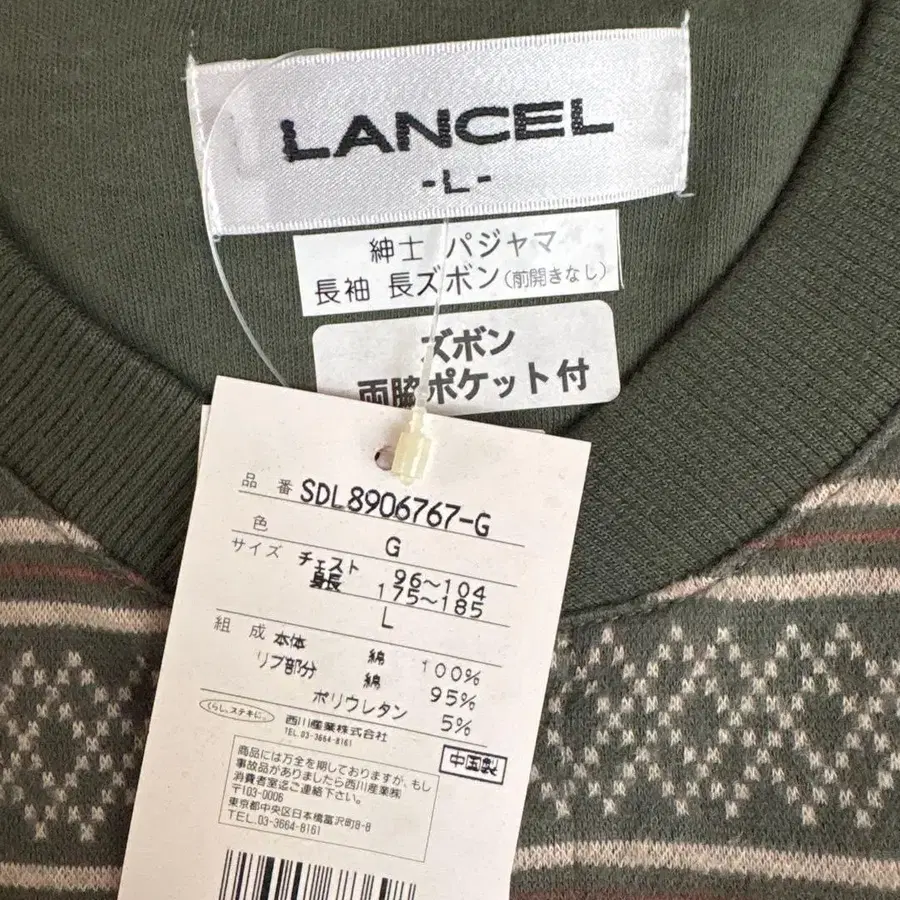 LANCEL
-L-
紳士 パジャマ
長袖 長ズボン(前開きなし)
ズボン
両脇ポケット付
品番 SDL8906767-G
色 G
サイズ チェスト 96～104
身長 175～185
L
組成 本体 綿 100%
リブ部分 綿 95%
ポリウレタン 5%
くらし、ステキに。 西川産業株式会社
TEL.03-3664-8161
中国製
商品には万全を期しておりますが、もし
事故品がありましたら西川産業㈱
消費者室迄ご連絡下さい。
〒103-0006
東京都中央区日本橋富沢町8-8
TEL.03-3664-8161